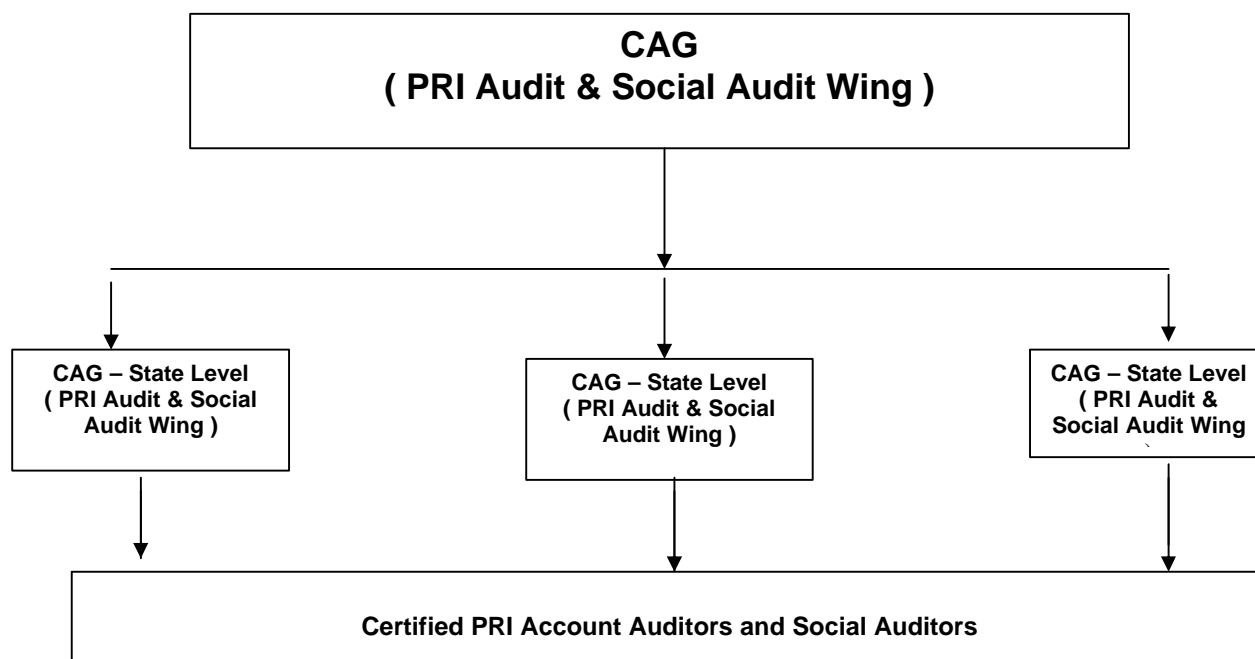 CAG
( PRI Audit & Social Audit Wing )
CAG – State Level
( PRI Audit & Social
Audit Wing )
CAG – State Level
( PRI Audit & Social
Audit Wing )
CAG – State Level
( PRI Audit &
Social Audit Wing
Certified PRI Account Auditors and Social Auditors